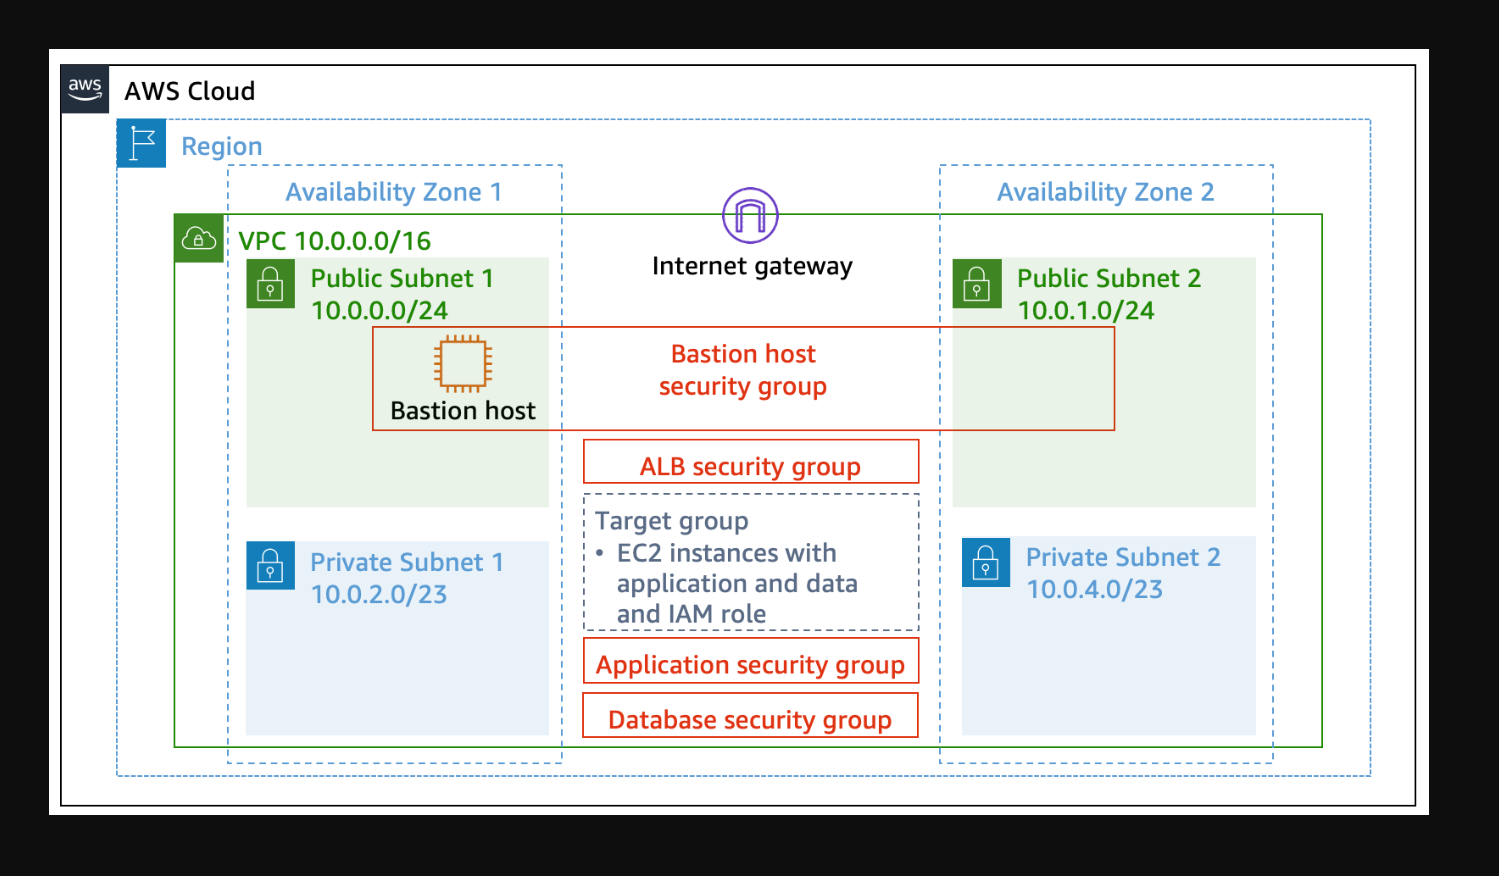 aws
AWS Cloud
Region
Availability Zone 1
Availability Zone 2
VPC 10.0.0.0/16
Internet gateway
Public Subnet 1
10.0.0.0/24
Public Subnet 2
10.0.1.0/24
Bastion host
Bastion host
security group
ALB security group
Target group
• EC2 instances with
application and data
and IAM role
Private Subnet 1
10.0.2.0/23
Private Subnet 2
10.0.4.0/23
Application security group
Database security group